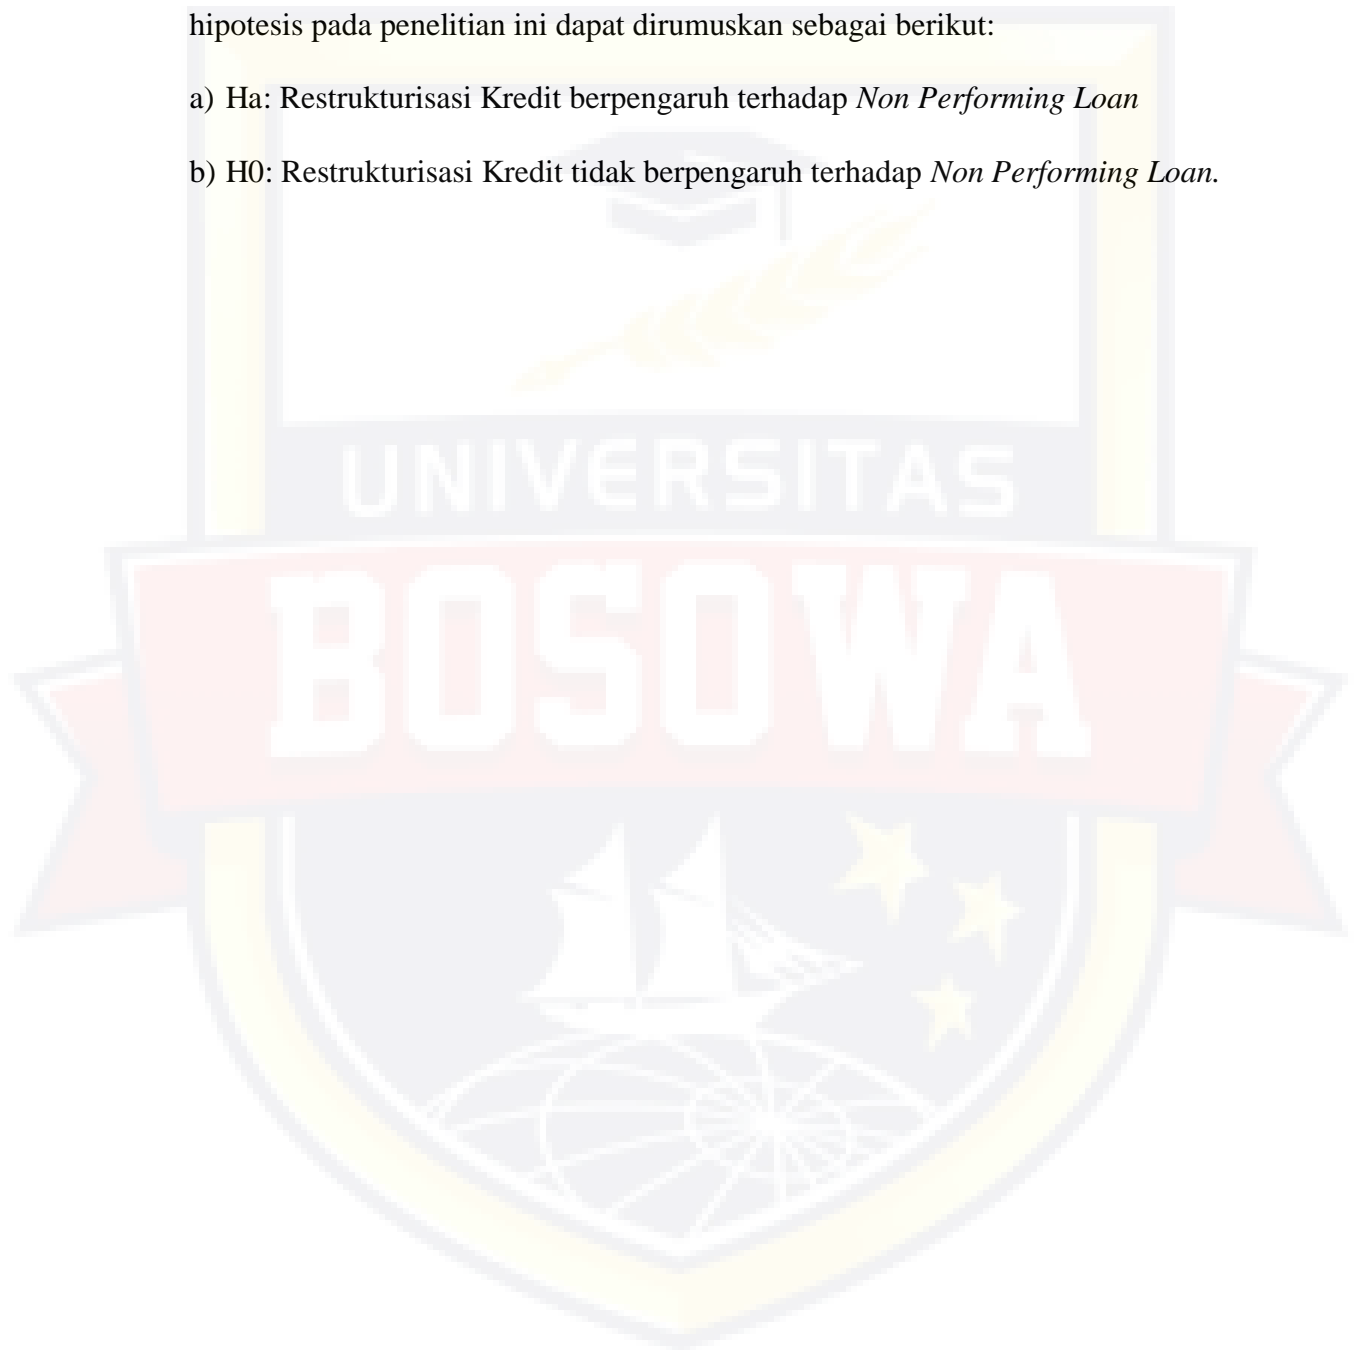 hipotesis pada penelitian ini dapat dirumuskan sebagai berikut:
a) Ha: Restrukturisasi Kredit berpengaruh terhadap Non Performing Loan
b) H0: Restrukturisasi Kredit tidak berpengaruh terhadap Non Performing Loan.
UNIVERSITAS
BOSOWA